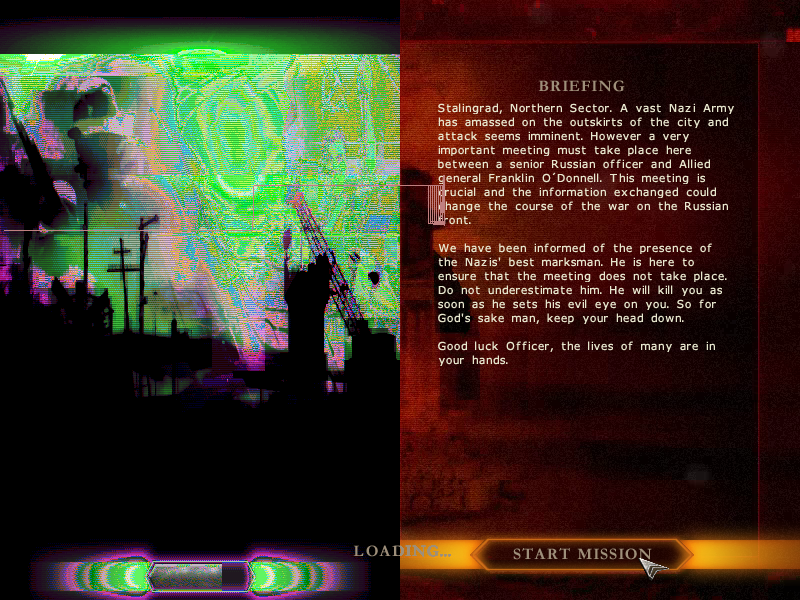 BRIEFING
Stalingrad, Northern Sector. A vast Nazi Army
has amassed on the outskirts of the city and
attack seems imminent. However a very
important meeting must take place here
between a senior Russian officer and Allied
general Franklin O´Donnell. This meeting is
crucial and the information exchanged could
change the course of the war on the Russian
front.
We have been informed of the presence of
the Nazis' best marksman. He is here to
ensure that the meeting does not take place.
Do not underestimate him. He will kill you as
soon as he sets his evil eye on you. So for
God's sake man, keep your head down.
Good luck Officer, the lives of many are in
your hands.
LOADING...
START MISSION